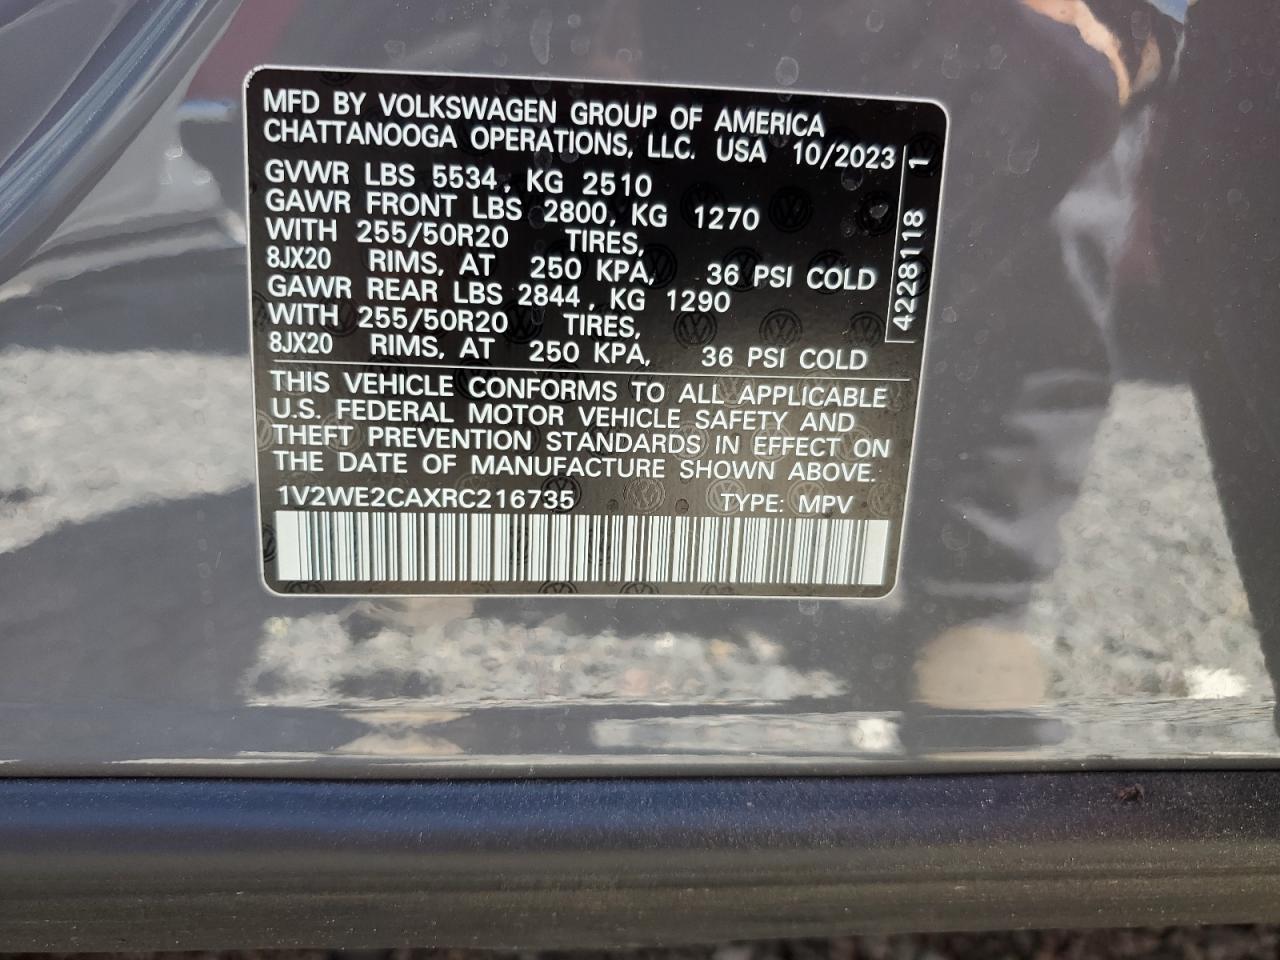 MFD BY VOLKSWAGEN GROUP OF AMERICA
CHATTANOOGA OPERATIONS, LLC. USA 10/2023
GVWR LBS 5534, KG 2510
GAWR FRONT LBS 2800, KG 1270
WITH 255/50R20 TIRES,
8JX20 RIMS, AT 250 KPA, 36 PSI COLD
GAWR REAR LBS 2844, KG 1290
WITH 255/50R20 TIRES,
8JX20 RIMS, AT 250 KPA, 36 PSI COLD
4228118 1
THIS VEHICLE CONFORMS TO ALL APPLICABLE
U.S. FEDERAL MOTOR VEHICLE SAFETY AND
THEFT PREVENTION STANDARDS IN EFFECT ON
THE DATE OF MANUFACTURE SHOWN ABOVE.
1V2WE2CAXRC216735 TYPE: MPV